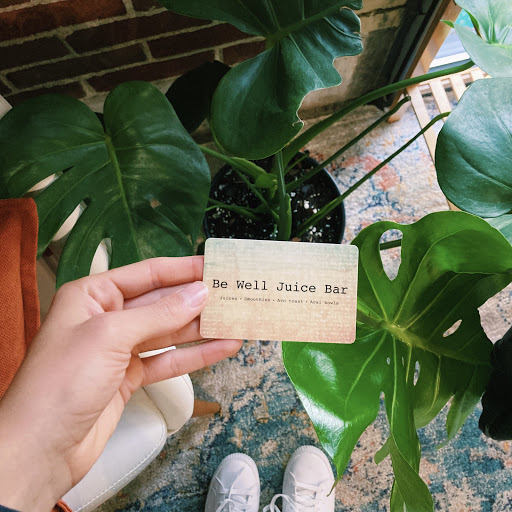 Be Well Juice Bar
Juices • Smoothies • Avo toast • Acai bowls